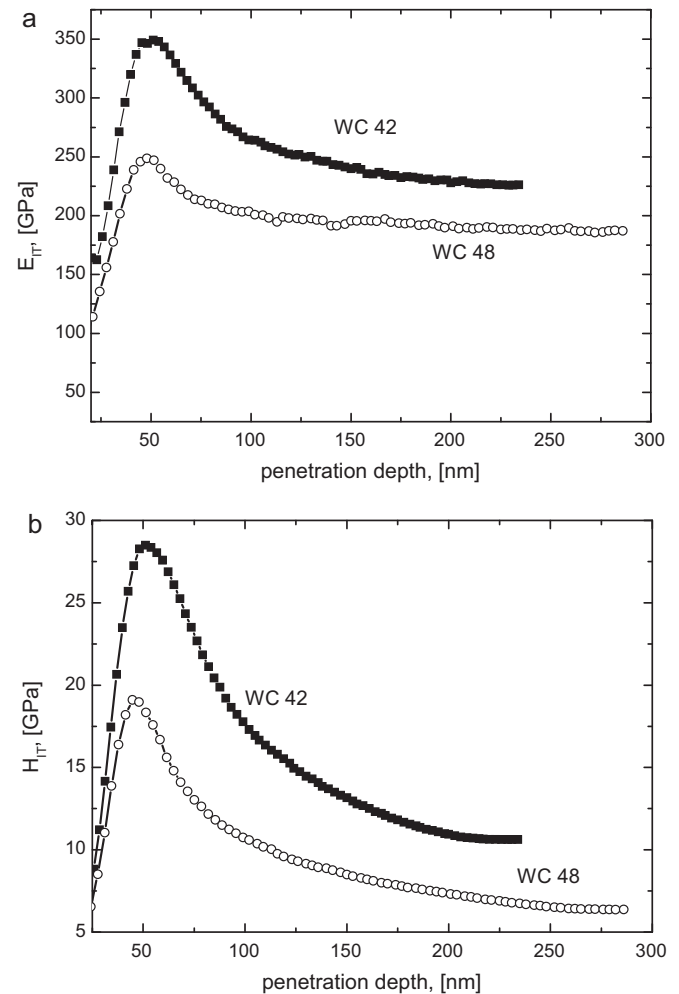 a
350
300
250
200
150
100
50
E_IT, [GPa]
WC 42
WC 48
50 100 150 200 250 300
penetration depth, [nm]
b
30
25
20
15
10
5
H_IT, [GPa]
WC 42
WC 48
50 100 150 200 250 300
penetration depth, [nm]